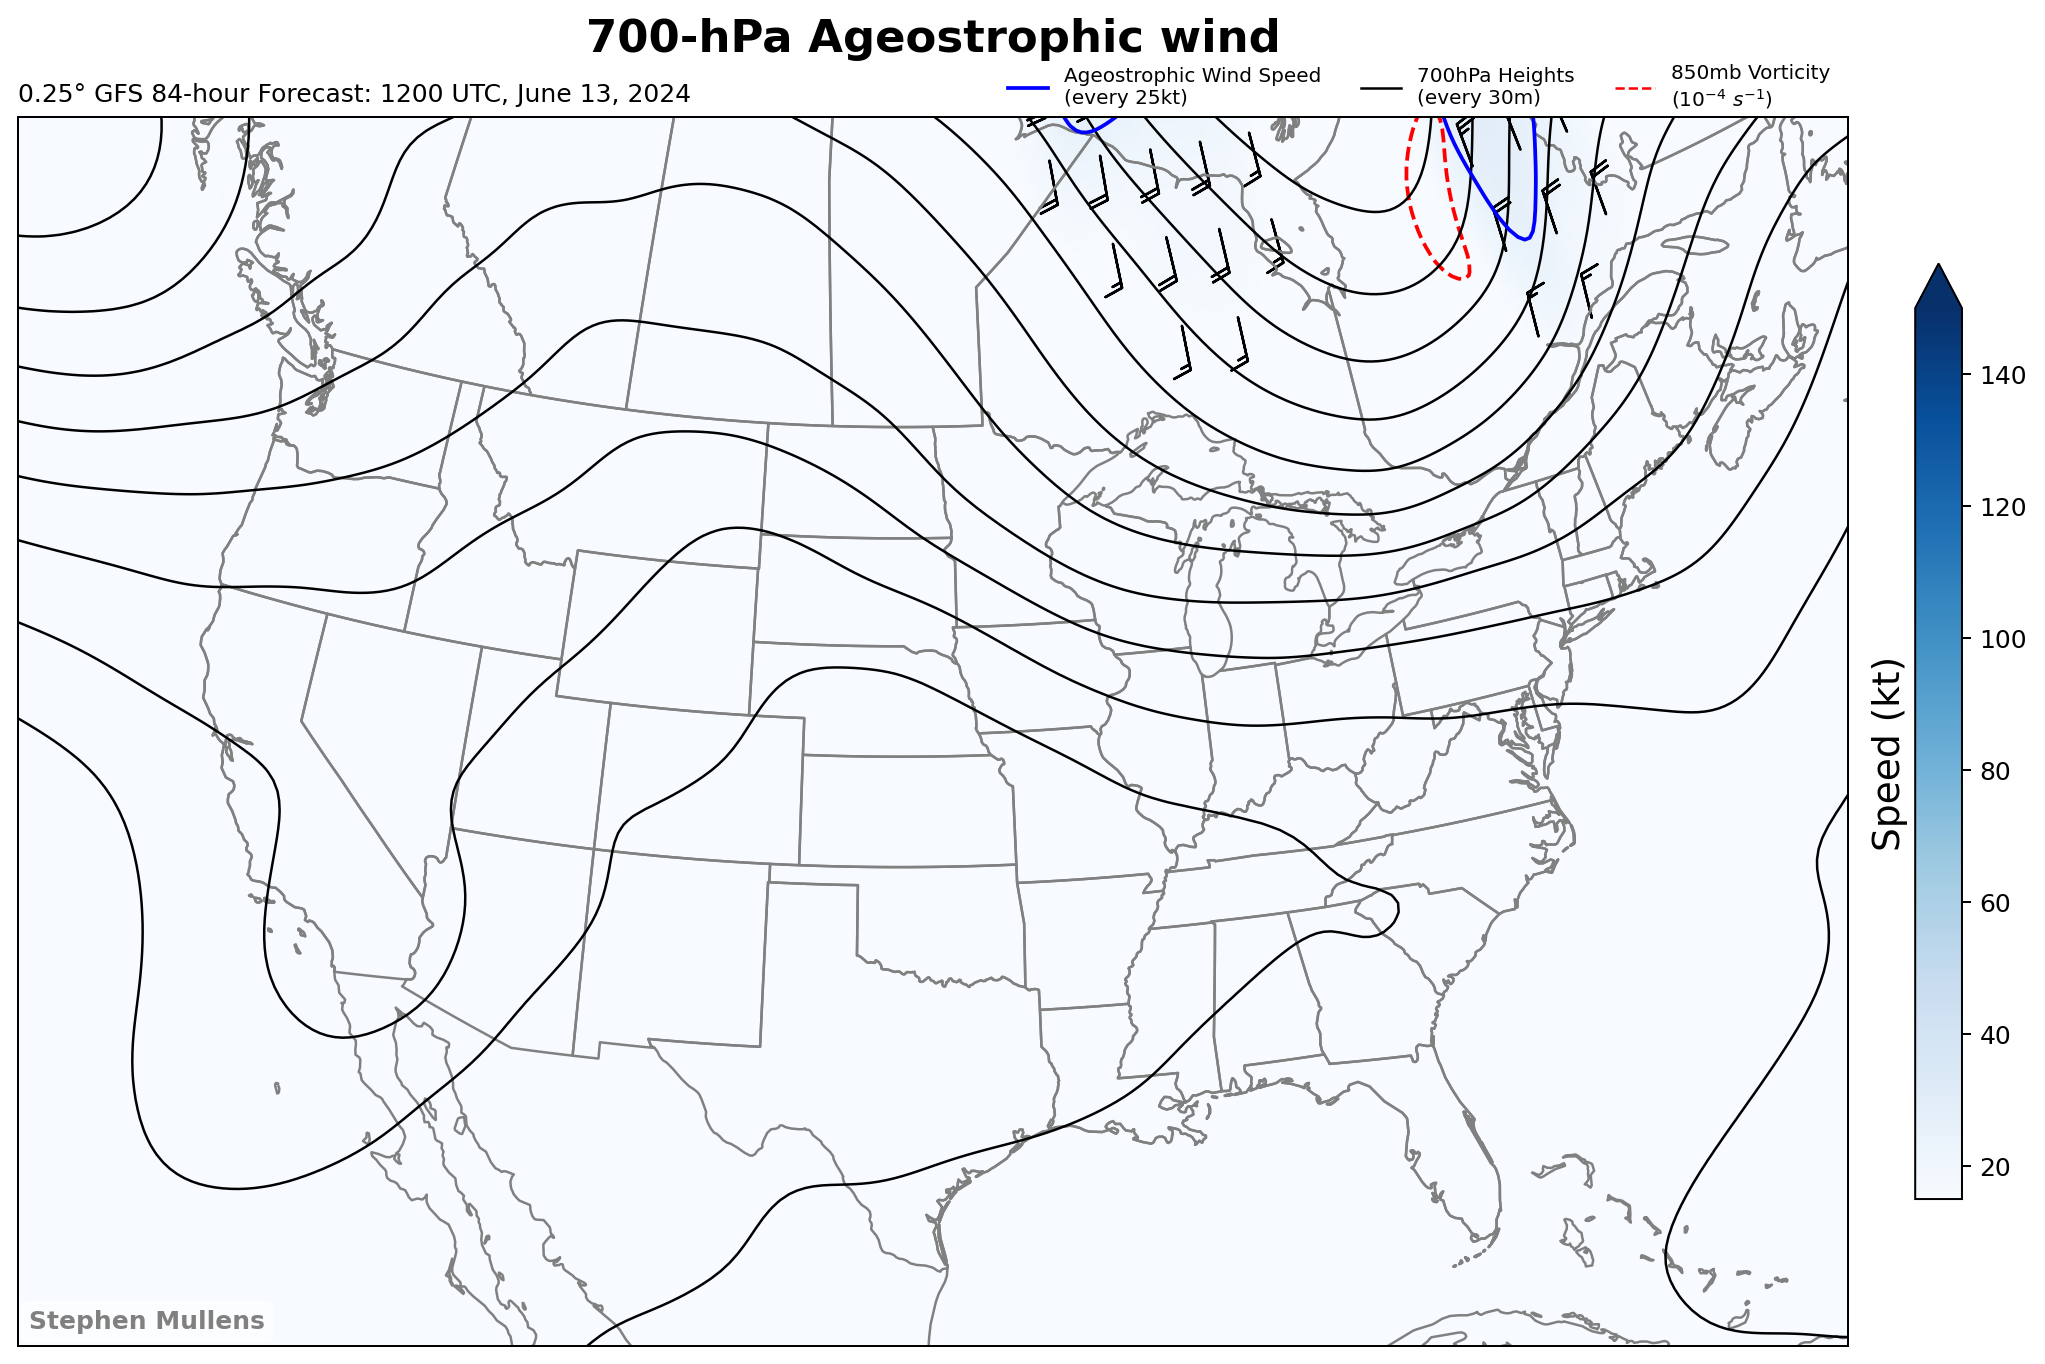 700-hPa Ageostrophic wind
0.25° GFS 84-hour Forecast: 1200 UTC, June 13, 2024
Ageostrophic Wind Speed
(every 25kt)
700hPa Heights
(every 30m)
850mb Vorticity
(10⁻⁴ s⁻¹)
140
120
100
80
60
40
20
Speed (kt)
Stephen Mullens